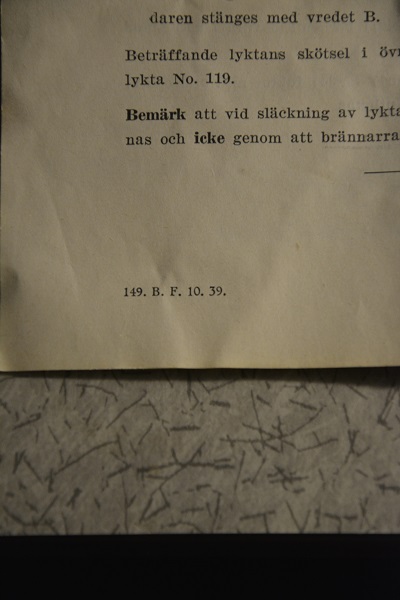 daren stänges med vredet B.
Beträffande lyktans skötsel i
lykta No. 119.
Bemärk att vid släckning av
nas och icke genom att
149. B. F. 10. 39.